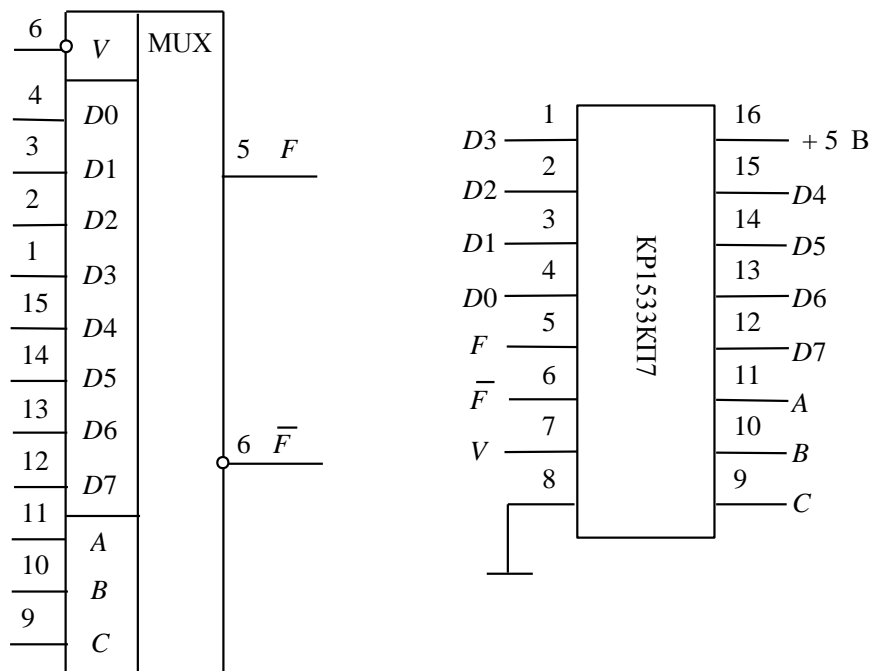 6 V MUX
4 D0
3 D1
5 F
2 D2
1 D3
15 D4
14 D5
13 D6
6 F̅
12 D7
11 A
10 B
9 C
D3 1 16 + 5 В
D2 2 15 D4
D1 3 14 D5
D0 4 13 D6
F 5 12 D7
F̅ 6 11 A
V 7 10 B
8 9 C
КР1533КП7